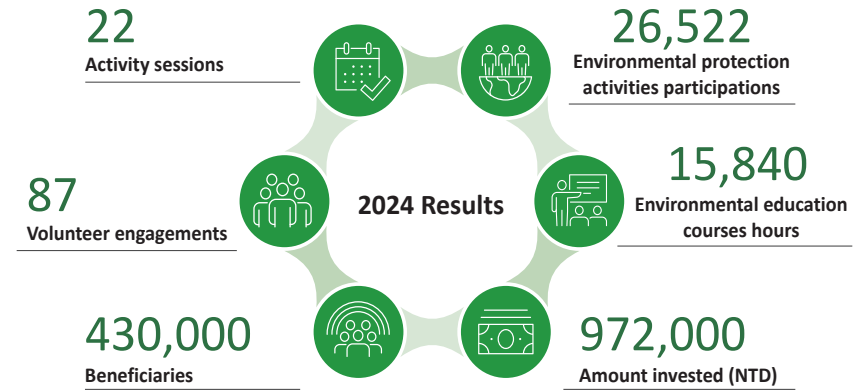 22
Activity sessions
26,522
Environmental protection
activities participations
87
Volunteer engagements
2024 Results
15,840
Environmental education
courses hours
430,000
Beneficiaries
972,000
Amount invested (NTD)